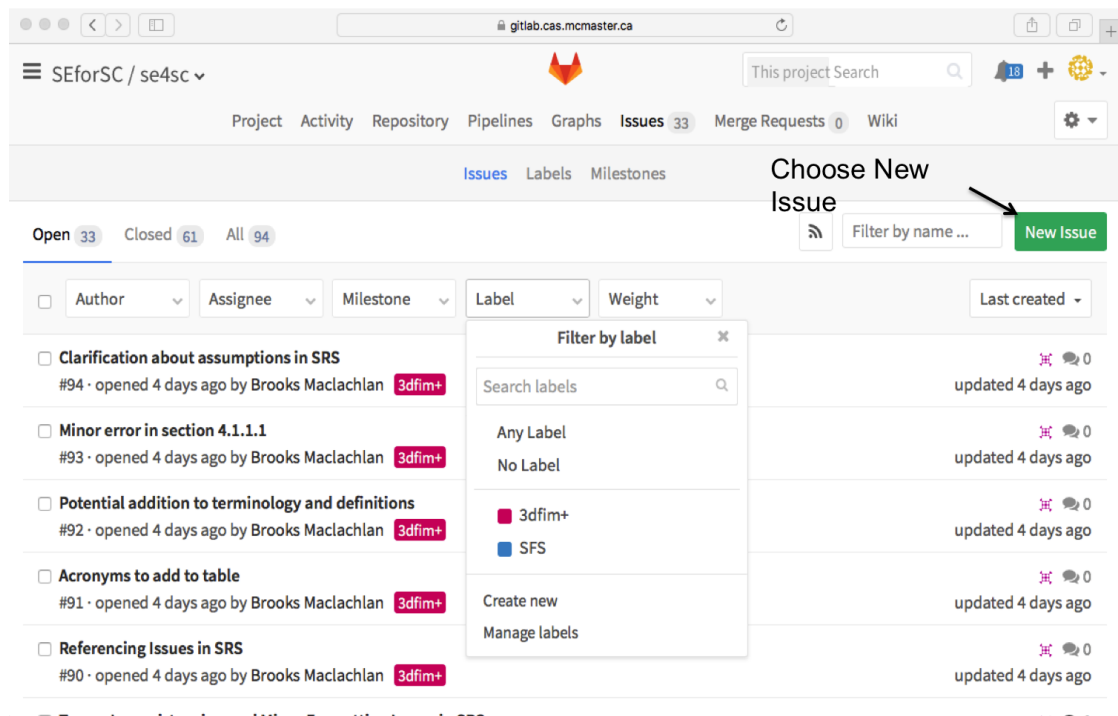 gitlab.cas.mcmaster.ca
SEforSC / se4sc
This project Search
18
Project Activity Repository Pipelines Graphs Issues 33 Merge Requests 0 Wiki
Issues Labels Milestones
Choose New
Issue
Open 33 Closed 61 All 94
Filter by name ...
New Issue
Author Assignee Milestone Label Weight
Last created
Filter by label
Search labels
Any Label
No Label
3dfim+
SFS
Create new
Manage labels
Clarification about assumptions in SRS
0
#94 · opened 4 days ago by Brooks Maclachlan 3dfim+
updated 4 days ago
Minor error in section 4.1.1.1
0
#93 · opened 4 days ago by Brooks Maclachlan 3dfim+
updated 4 days ago
Potential addition to terminology and definitions
0
#92 · opened 4 days ago by Brooks Maclachlan 3dfim+
updated 4 days ago
Acronyms to add to table
0
#91 · opened 4 days ago by Brooks Maclachlan 3dfim+
updated 4 days ago
Referencing Issues in SRS
0
#90 · opened 4 days ago by Brooks Maclachlan 3dfim+
updated 4 days ago